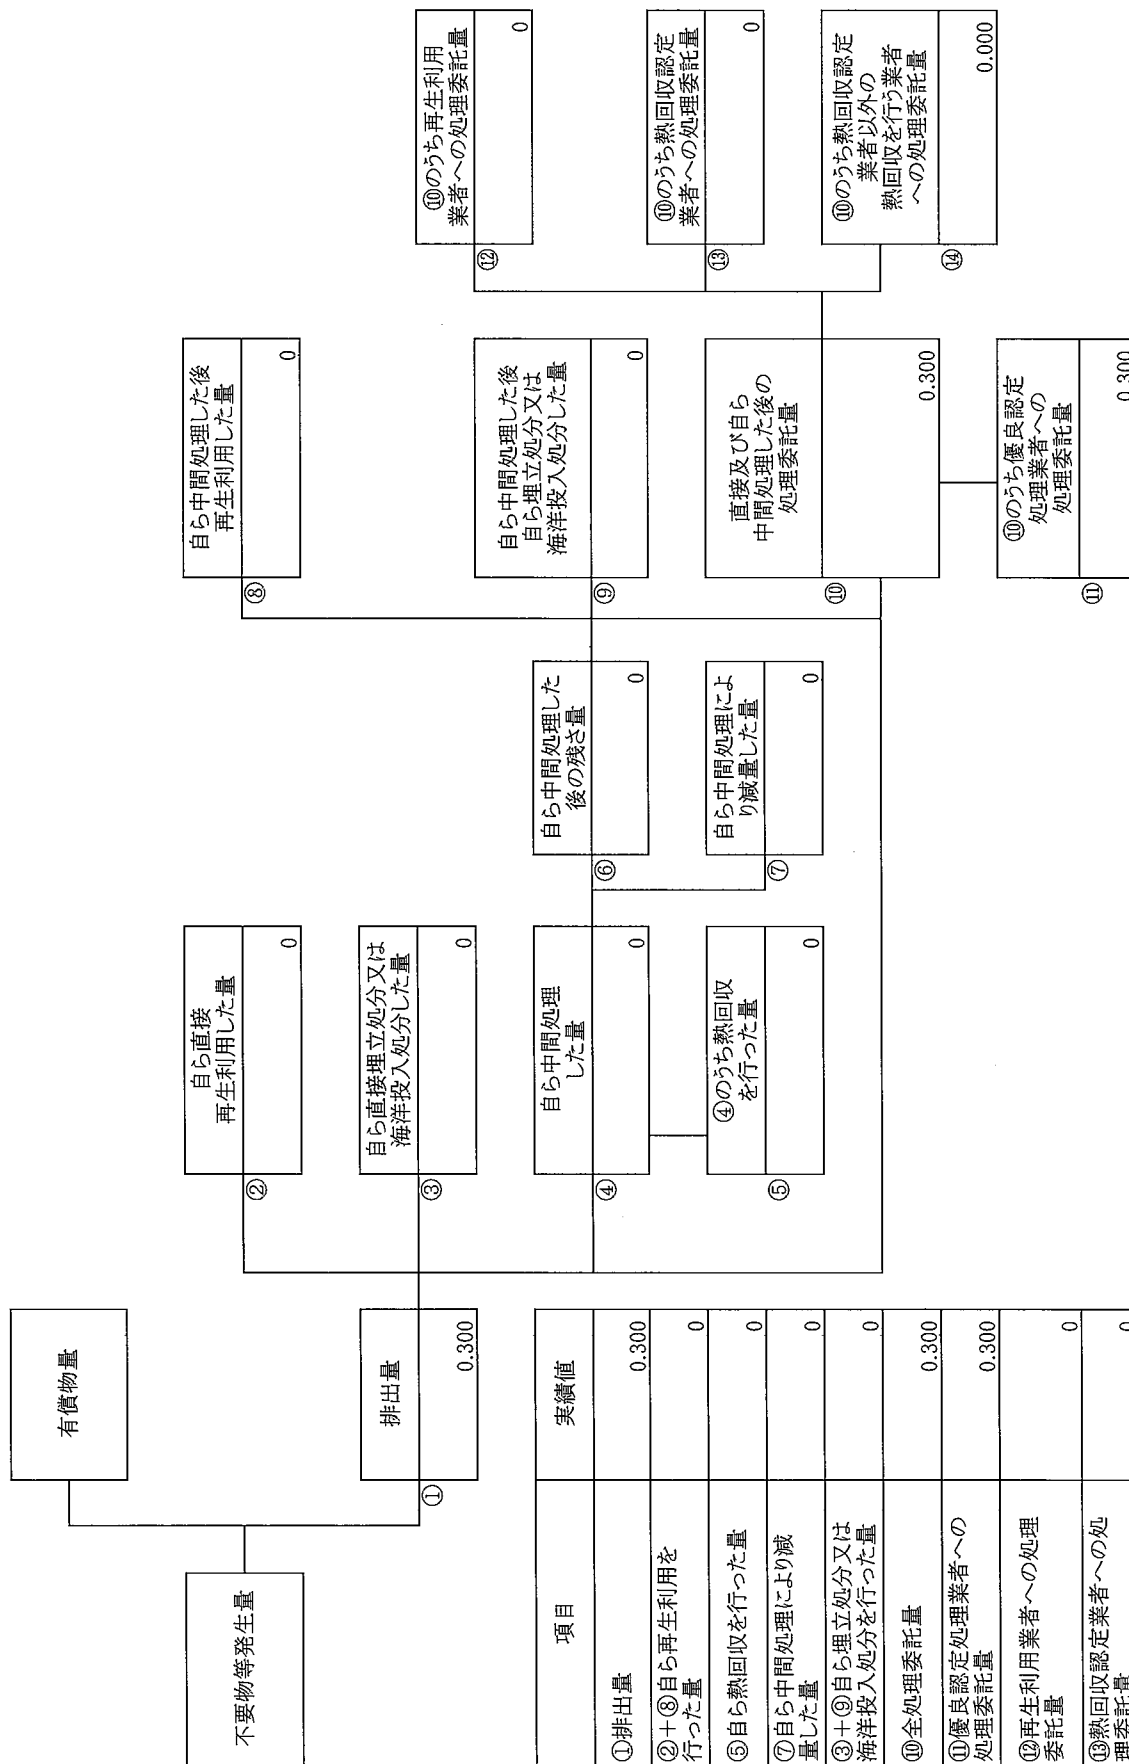 不要物等発生量
有償物量
①
排出量
0.300
②
自ら直接
再生利用した量
0
③
自ら直接埋立処分又は
海洋投入処分した量
0
④
自ら中間処理
した量
0
⑤
④のうち熱回収
を行った量
0
⑥
自ら中間処理した
後の残さ量
0
⑦
自ら中間処理によ
り減量した量
0
⑧
自ら中間処理した後
再生利用した量
0
⑨
自ら中間処理した後
自ら埋立処分又は
海洋投入処分した量
0
⑩
直接及び自ら
中間処理した後の
処理委託量
0.300
⑪
⑩のうち優良認定
処理業者への
処理委託量
0.300
⑫
⑩のうち再生利用
業者への処理委託量
0
⑬
⑩のうち熱回収認定
業者への処理委託量
0
⑭
⑩のうち熱回収認定
業者以外の
熱回収を行う業者
への処理委託量
0.000
項目 実績値
①排出量 0.300
②+⑧自ら再生利用を
行った量 0
⑤自ら熱回収を行った量 0
⑦自ら中間処理により減
量した量 0
③+⑨自ら埋立処分又は
海洋投入処分を行った量 0
⑩全処理委託量 0.300
⑪優良認定処理業者への
処理委託量 0.300
⑫再生利用業者への処理
委託量 0
⑬熱回収認定業者への処
理委託量 0